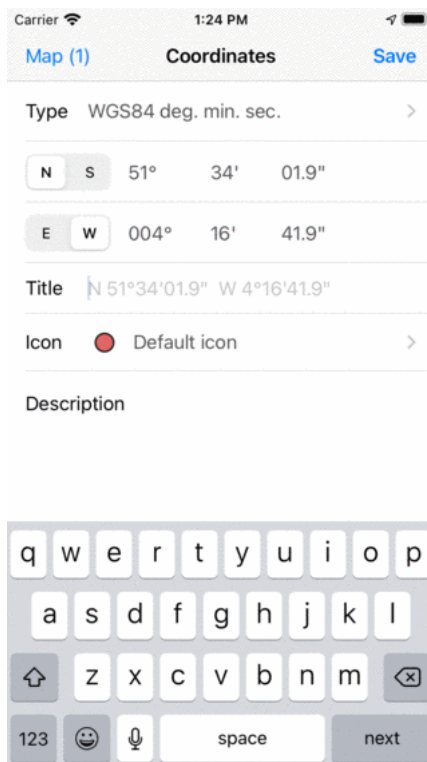 Carrier 1:24 PM
Map (1) Coordinates Save
Type WGS84 deg. min. sec.
N S 51° 34' 01.9"
E W 004° 16' 41.9"
Title N 51°34'01.9" W 4°16'41.9"
Icon Default icon
Description
q w e r t y u i o p
a s d f g h j k l
z x c v b n m
123 space next